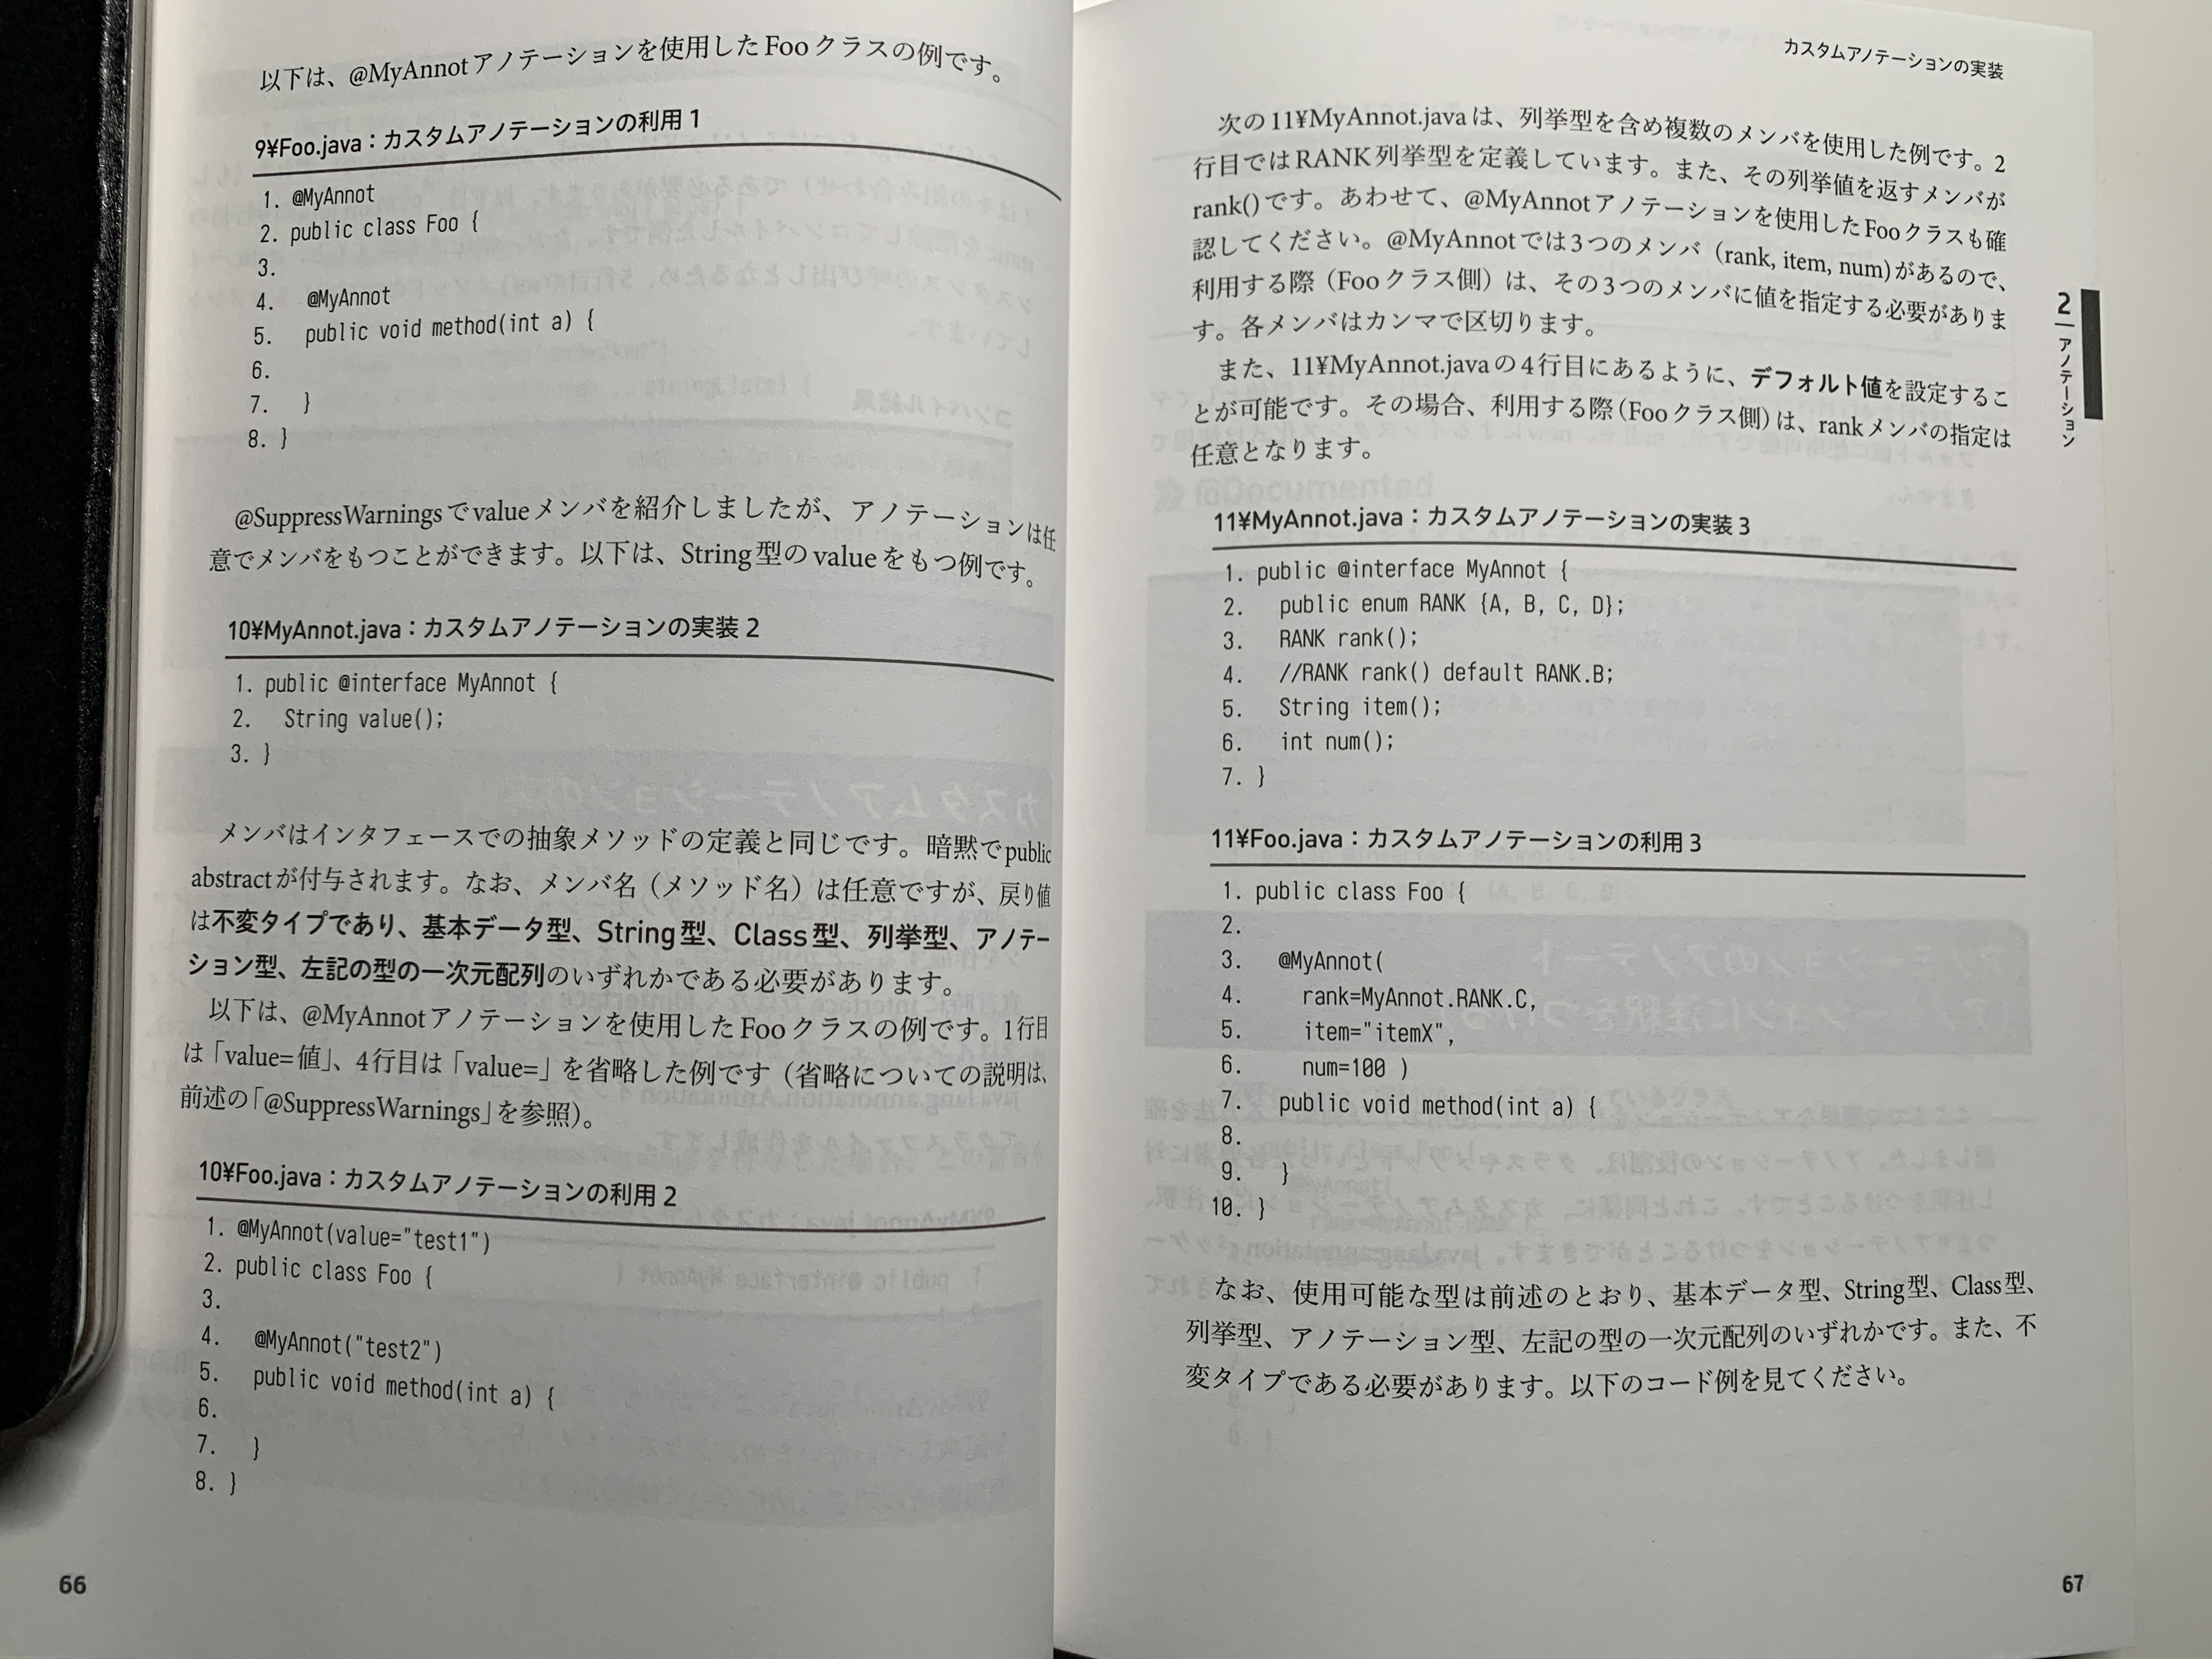 以下は、@MyAnnotアノテーションを使用したFooクラスの例です。
9¥Foo.java：カスタムアノテーションの利用1
1. @MyAnnot
2. public class Foo {
3.
4.   @MyAnnot
5.   public void method(int a) {
6.
7.   }
8. }
@SuppressWarningsでvalueメンバを紹介しましたが、アノテーションは任
意でメンバをもつことができます。以下は、String型のvalueをもつ例です。
10¥MyAnnot.java：カスタムアノテーションの実装2
1. public @interface MyAnnot {
2.   String value();
3. }
メンバはインタフェースでの抽象メソッドの定義と同じです。暗黙でpublic
abstractが付与されます。なお、メンバ名（メソッド名）は任意ですが、戻り値
は不変タイプであり、基本データ型、String型、Class型、列挙型、アノテー
ション型、左記の型の一次元配列のいずれかである必要があります。
以下は、@MyAnnotアノテーションを使用したFooクラスの例です。1行目
は「value=値」、4行目は「value=」を省略した例です（省略についての説明は、
前述の「@SuppressWarnings」を参照）。
10¥Foo.java：カスタムアノテーションの利用2
1. @MyAnnot(value="test1")
2. public class Foo {
3.
4.   @MyAnnot("test2")
5.   public void method(int a) {
6.
7.   }
8. }
66
カスタムアノテーションの実装
次の11¥MyAnnot.javaは、列挙型を含め複数のメンバを使用した例です。2
行目ではRANK列挙型を定義しています。また、その列挙値を返すメンバが
rank()です。あわせて、@MyAnnotアノテーションを使用したFooクラスも確
認してください。@MyAnnotでは3つのメンバ（rank, item, num)があるので、
利用する際（Fooクラス側）は、その3つのメンバに値を指定する必要がありま
す。各メンバはカンマで区切ります。
また、11¥MyAnnot.javaの4行目にあるように、デフォルト値を設定するこ
とが可能です。その場合、利用する際(Fooクラス側)は、rankメンバの指定は
任意となります。
11¥MyAnnot.java：カスタムアノテーションの実装3
1. public @interface MyAnnot {
2.   public enum RANK {A, B, C, D};
3.   RANK rank();
4.   //RANK rank() default RANK.B;
5.   String item();
6.   int num();
7. }
11¥Foo.java：カスタムアノテーションの利用3
1. public class Foo {
2.
3.   @MyAnnot(
4.     rank=MyAnnot.RANK.C,
5.     item="itemX",
6.     num=100 )
7.   public void method(int a) {
8.
9.   }
10. }
なお、使用可能な型は前述のとおり、基本データ型、String型、Class型、
列挙型、アノテーション型、左記の型の一次元配列のいずれかです。また、不
変タイプである必要があります。以下のコード例を見てください。
2
アノテーション
67